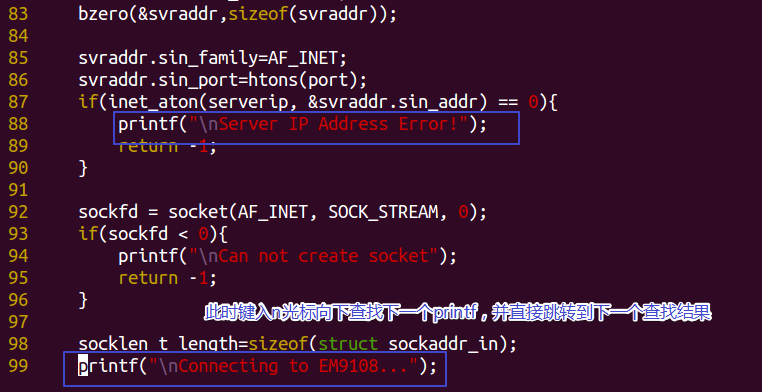 83     bzero(&svraddr,sizeof(svraddr));
84
85     svraddr.sin_family=AF_INET;
86     svraddr.sin_port=htons(port);
87     if(inet_aton(serverip, &svraddr.sin_addr) == 0){
88         printf("\nServer IP Address Error!");
89         return -1;
90     }
91
92     sockfd = socket(AF_INET, SOCK_STREAM, 0);
93     if(sockfd < 0){
94         printf("\nCan not create socket");
95         return -1;
96     }
此时键入n光标向下查找下一个printf，并直接跳转到下一个查找结果
97
98     socklen_t length=sizeof(struct sockaddr_in);
99     printf("\nConnecting to EM9108...");